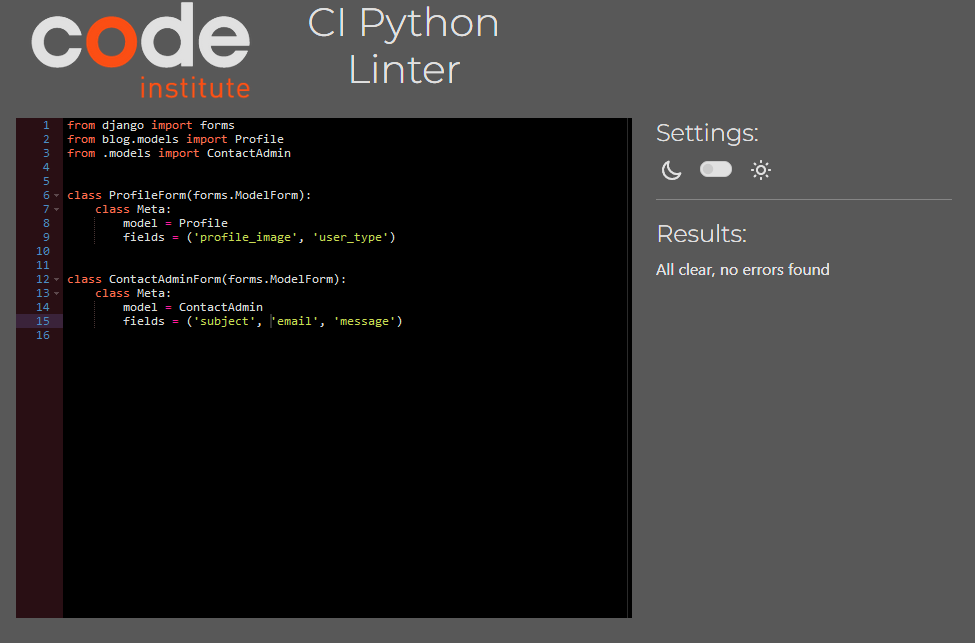 code
institute
CI Python
Linter
1 from django import forms
2 from blog.models import Profile
3 from .models import ContactAdmin
4
5
6 class ProfileForm(forms.ModelForm):
7     class Meta:
8         model = Profile
9         fields = ('profile_image', 'user_type')
10
11
12 class ContactAdminForm(forms.ModelForm):
13     class Meta:
14         model = ContactAdmin
15         fields = ('subject', 'email', 'message')
16
Settings:
Results:
All clear, no errors found